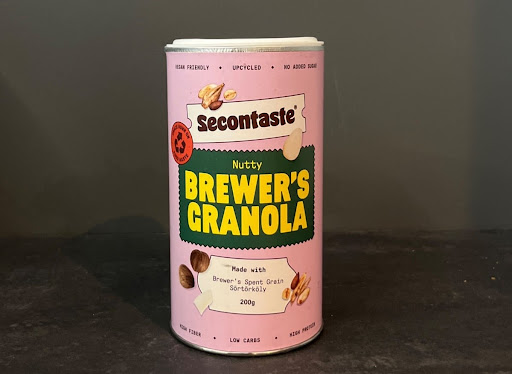 VEGAN FRIENDLY • UPCYCLED • NO ADDED SUGAR
Secontaste®
Nutty
BREWER'S
GRANOLA
Made with
Brewer's Spent Grain
Sörtörköly
200g
HIGH FIBER • LOW CARBS • HIGH PROTEIN